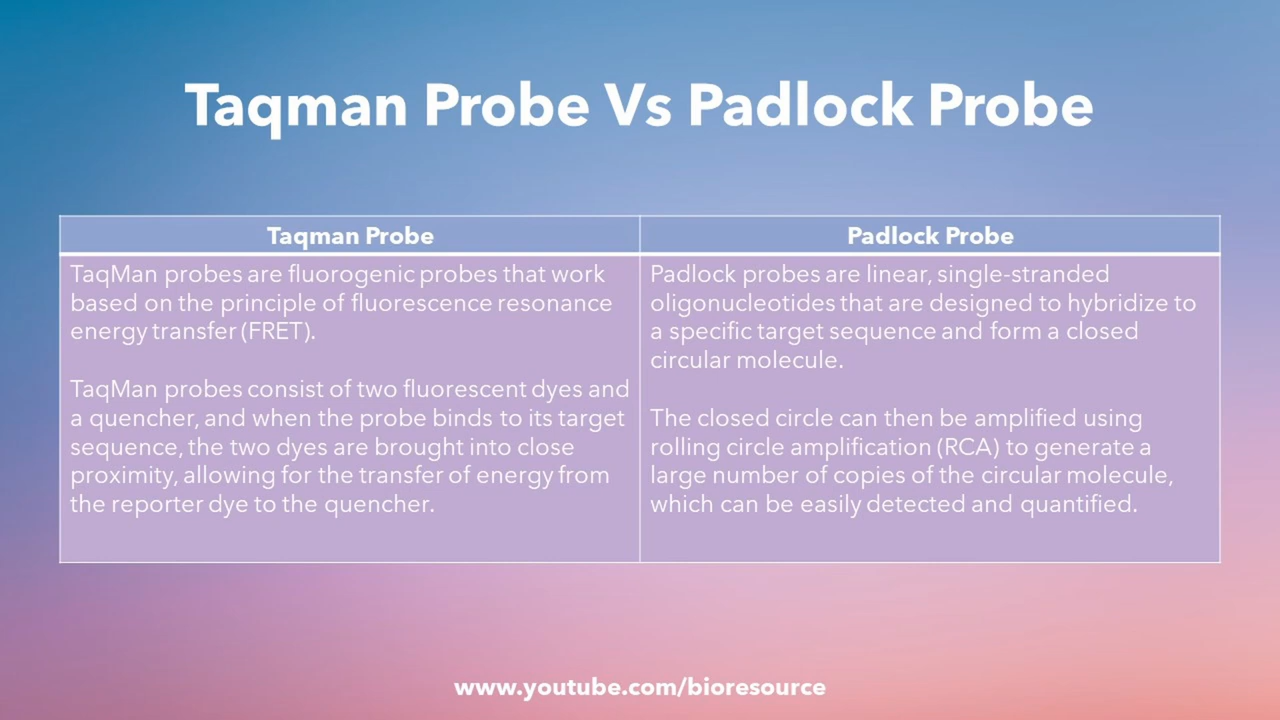 Taqman Probe Vs Padlock Probe
Taqman Probe
TaqMan probes are fluorogenic probes that work
based on the principle of fluorescence resonance
energy transfer (FRET).
TaqMan probes consist of two fluorescent dyes and
a quencher, and when the probe binds to its target
sequence, the two dyes are brought into close
proximity, allowing for the transfer of energy from
the reporter dye to the quencher.
Padlock Probe
Padlock probes are linear, single-stranded
oligonucleotides that are designed to hybridize to
a specific target sequence and form a closed
circular molecule.
The closed circle can then be amplified using
rolling circle amplification (RCA) to generate a
large number of copies of the circular molecule,
which can be easily detected and quantified.
www.youtube.com/bioresource